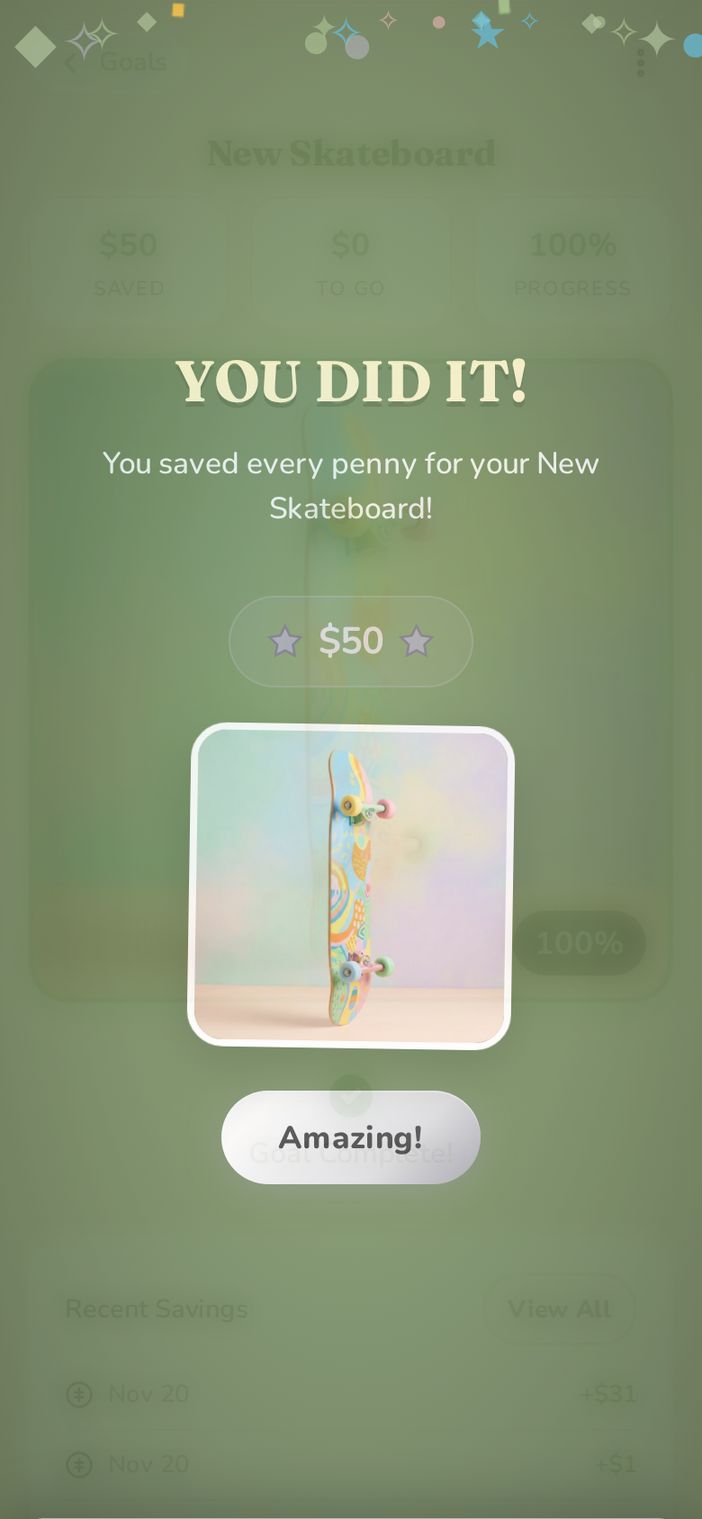 Goals
New Skateboard
$50
$0
100%
SAVED
TO GO
PROGRESS
YOU DID IT!
You saved every penny for your New
Skateboard!
$50
100%
Amazing!
Goal Complete!
Recent Savings
View All
Nov 20
+$31
Nov 20
+$1